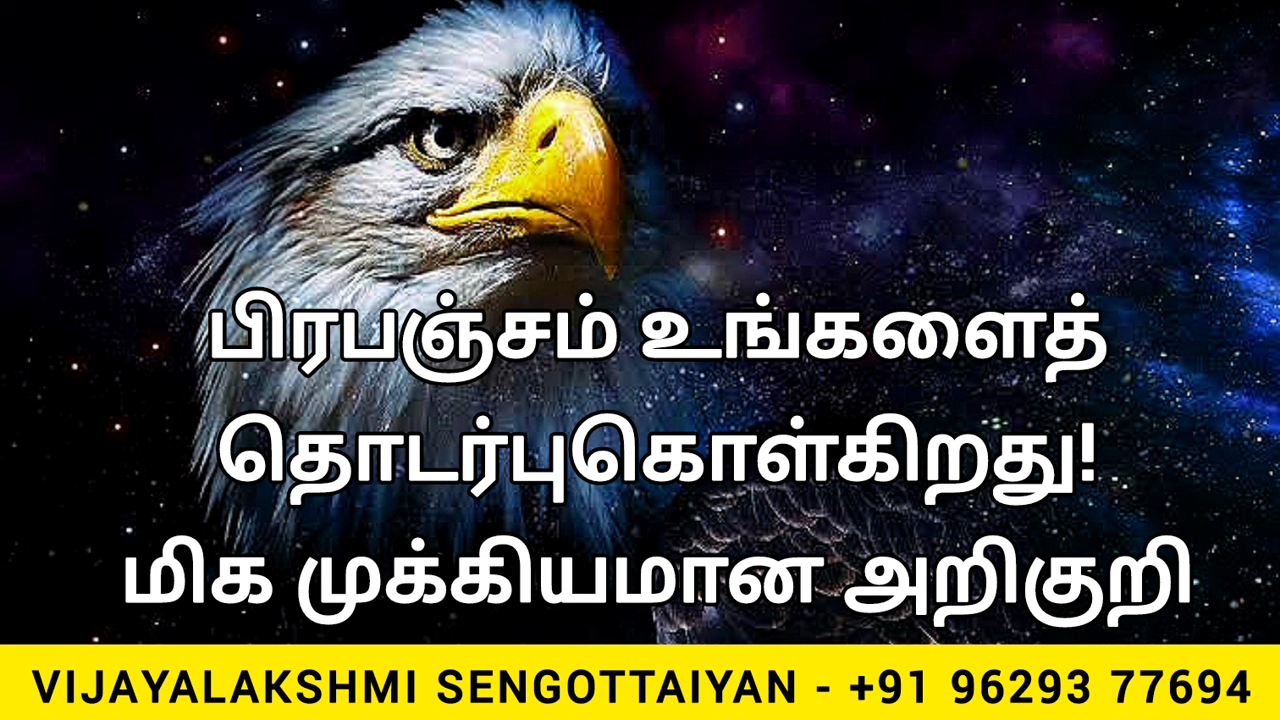 பிரபஞ்சம் உங்களைத்
தொடர்புகொள்கிறது!
மிக முக்கியமான அறிகுறி
VIJAYALAKSHMI SENGOTTAIYAN - +91 96293 77694